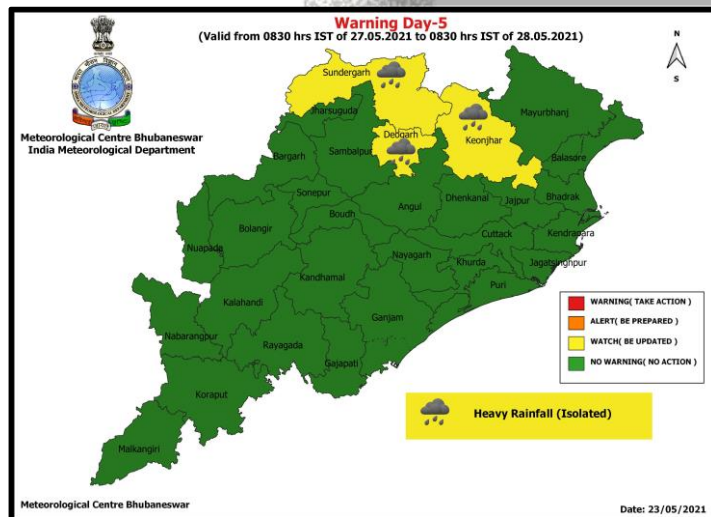 Warning Day-5
(Valid from 0830 hrs IST of 27.05.2021 to 0830 hrs IST of 28.05.2021)
N
S
Meteorological Centre Bhubaneswar
India Meteorological Department
Sundergarh
Jharsuguda
Mayurbhanj
Deogarh
Keonjhar
Bargarh
Sambalpur
Balasore
Sonepur
Angul
Dhenkanal
Jajpur
Bhadrak
Boudh
Bolangir
Cuttack
Kendrapara
Nuapada
Nayagarh
Khurda
Jagatsinghpur
Kandhamal
Puri
Kalahandi
Ganjam
Nabarangpur
Rayagada
Gajapati
Koraput
Malkangiri
WARNING( TAKE ACTION )
ALERT( BE PREPARED )
WATCH( BE UPDATED )
NO WARNING( NO ACTION )
Heavy Rainfall (Isolated)
Meteorological Centre Bhubaneswar
Date: 23/05/2021